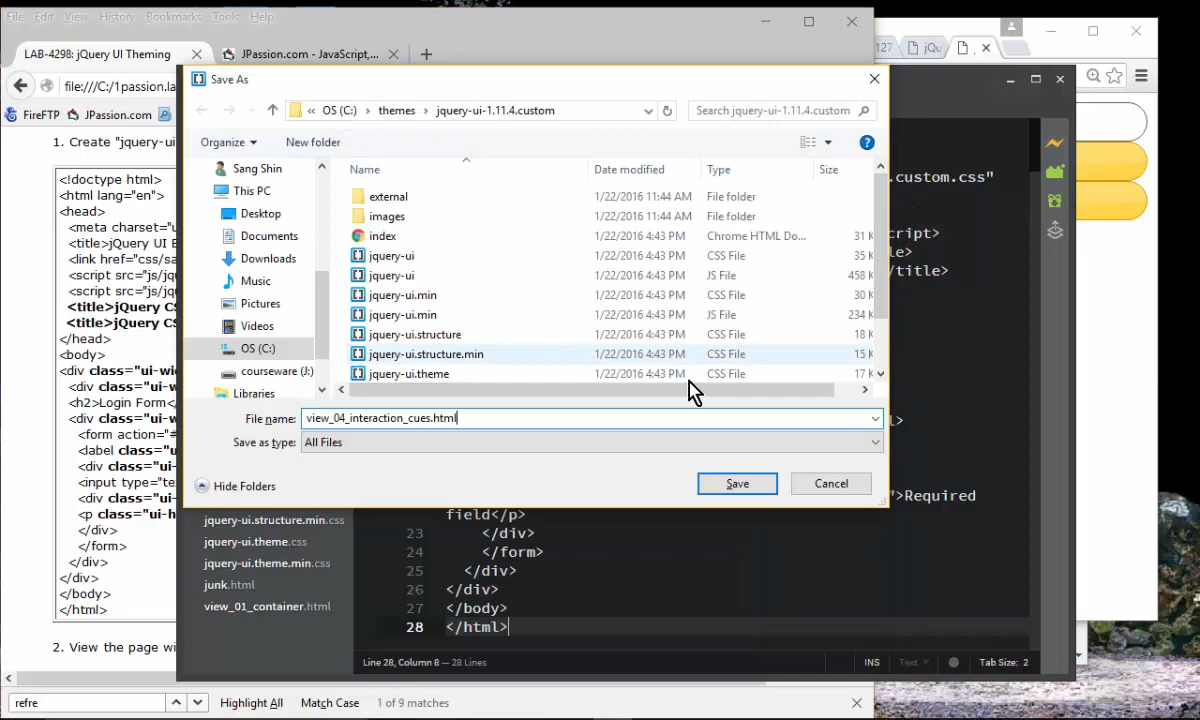 File Edit View History Bookmarks Tools Help
LAB-4298: jQuery UI Theming
JPassion.com - JavaScript,...
file:///C:/1passion.la
FireFTP JPassion.com
127
jQu
1. Create "jquery-ui
<!doctype html>
<html lang="en">
<head>
<meta charset="u
<title>jQuery UI E
<link href="css/sa
<script src="js/jq
<script src="js/jq
<title>jQuery CS
<title>jQuery CS
</head>
<body>
<div class="ui-wi
<div class="ui-
<h2>Login Form</
<div class="ui-
<form action="#
<label class="ui
<div class="ui-
<input type="tex
<div class="ui-
<p class="ui-h
</div>
</form>
</div>
</div>
</body>
</html>
2. View the page wi
Save As
« OS (C:) › themes › jquery-ui-1.11.4.custom
Search jquery-ui-1.11.4.custom
Organize New folder
Sang Shin
This PC
Desktop
Documents
Downloads
Music
Pictures
Videos
OS (C:)
courseware (J:)
Libraries
Name Date modified Type Size
external 1/22/2016 11:44 AM File folder
images 1/22/2016 11:44 AM File folder
index 1/22/2016 4:43 PM Chrome HTML Do... 31 K
jquery-ui 1/22/2016 4:43 PM CSS File 35 K
jquery-ui 1/22/2016 4:43 PM JS File 458 K
jquery-ui.min 1/22/2016 4:43 PM CSS File 30 K
jquery-ui.min 1/22/2016 4:43 PM JS File 234 K
jquery-ui.structure 1/22/2016 4:43 PM CSS File 18 K
jquery-ui.structure.min 1/22/2016 4:43 PM CSS File 15 K
jquery-ui.theme 1/22/2016 4:43 PM CSS File 17 K
File name: view_04_interaction_cues.html
Save as type: All Files
Hide Folders
Save
Cancel
.custom.css"
cript>
le>
</title>
l>
">Required
field</p>
23 </div>
24 </form>
25 </div>
26 </div>
27 </body>
28 </html>
jquery-ui.structure.min.css
jquery-ui.theme.css
jquery-ui.theme.min.css
junk.html
view_01_container.html
Line 28, Column 8 — 28 Lines
INS Text Tab Size: 2
refre Highlight All Match Case 1 of 9 matches